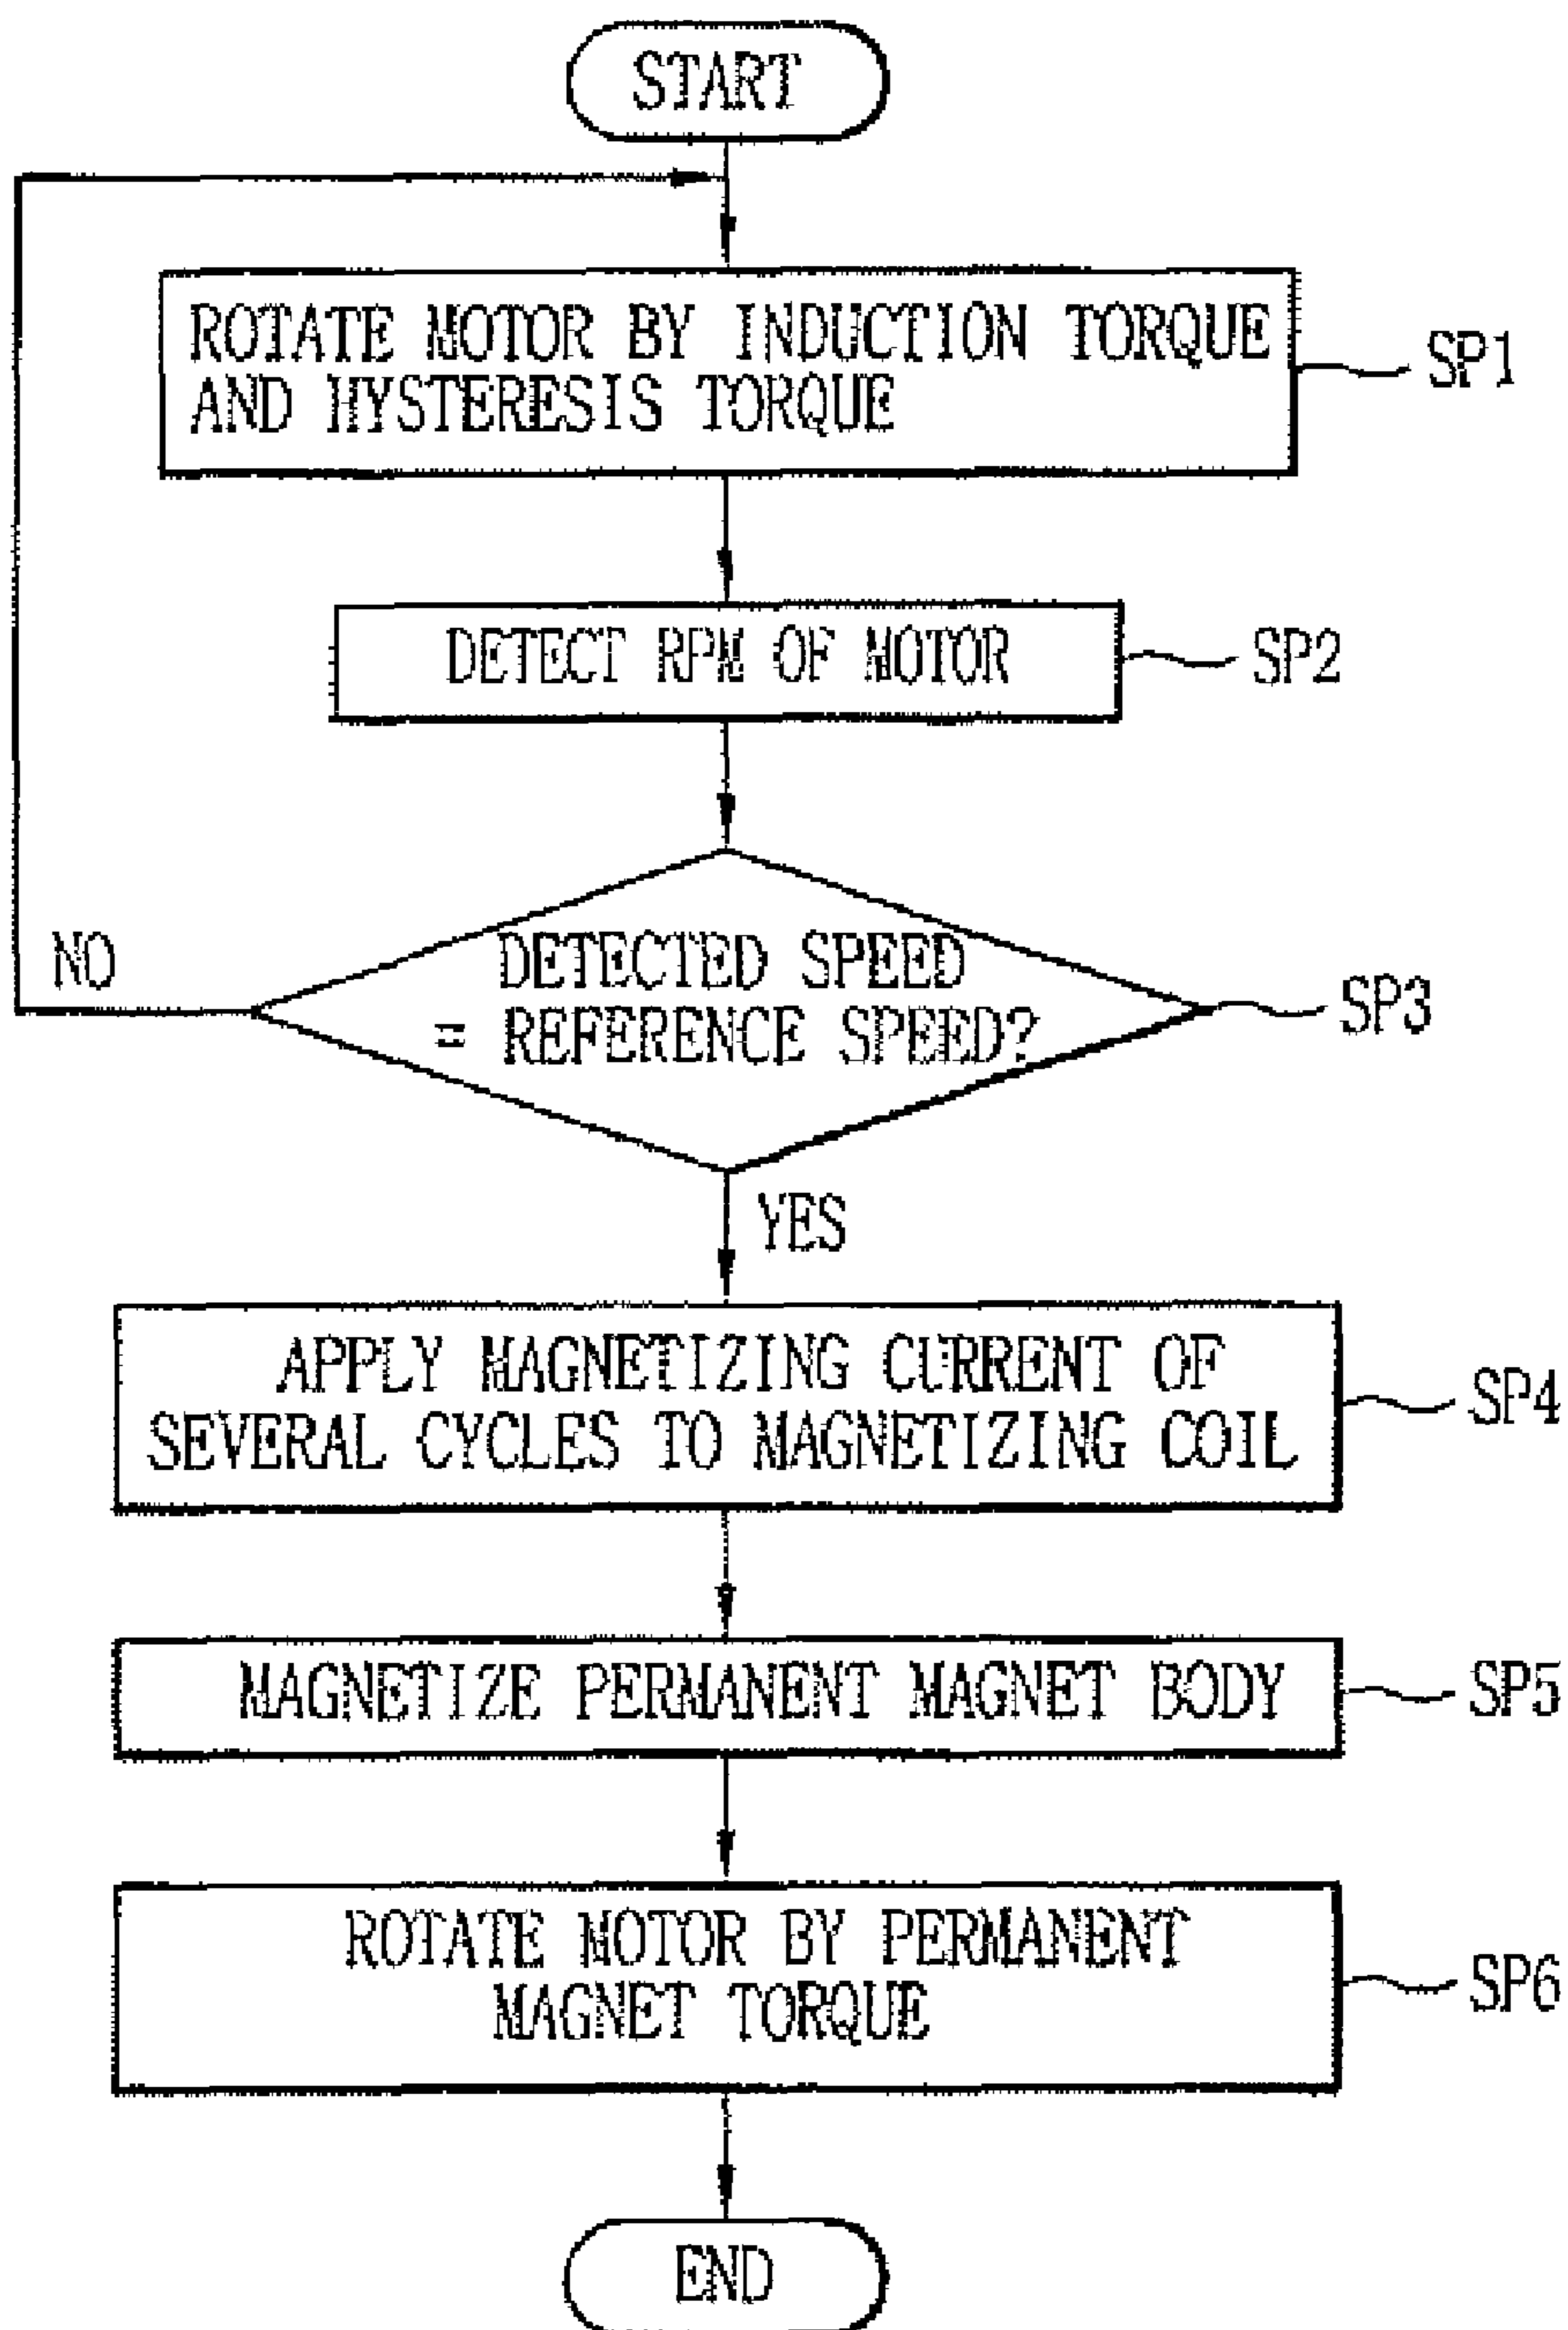 START
ROTATE MOTOR BY INDUCTION TORQUE
AND HYSTERESIS TORQUE
SP1
DETECT RPM OF MOTOR
SP2
DETECTED SPEED
= REFERENCE SPEED?
SP3
NO
YES
APPLY MAGNETIZING CURRENT OF
SEVERAL CYCLES TO MAGNETIZING COIL
SP4
MAGNETIZE PERMANENT MAGNET BODY
SP5
ROTATE MOTOR BY PERMANENT
MAGNET TORQUE
SP6
END